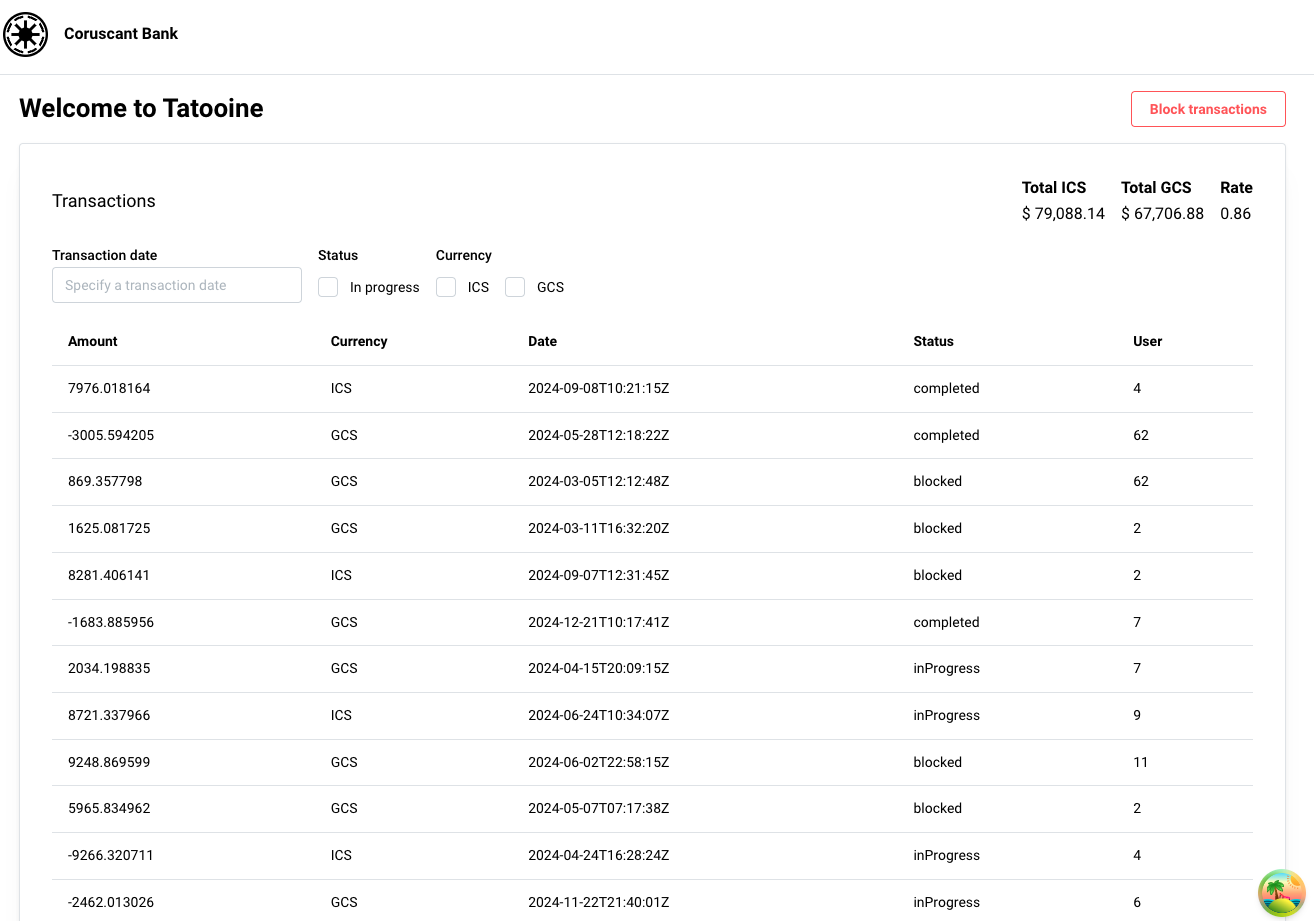 Coruscant Bank
Welcome to Tatooine
Block transactions
Transactions
Total ICS Total GCS Rate
$ 79,088.14 $ 67,706.88 0.86
Transaction date Status Currency
Specify a transaction date In progress ICS GCS
Amount Currency Date Status User
7976.018164 ICS 2024-09-08T10:21:15Z completed 4
-3005.594205 GCS 2024-05-28T12:18:22Z completed 62
869.357798 GCS 2024-03-05T12:12:48Z blocked 62
1625.081725 GCS 2024-03-11T16:32:20Z blocked 2
8281.406141 ICS 2024-09-07T12:31:45Z blocked 2
-1683.885956 GCS 2024-12-21T10:17:41Z completed 7
2034.198835 GCS 2024-04-15T20:09:15Z inProgress 7
8721.337966 ICS 2024-06-24T10:34:07Z inProgress 9
9248.869599 GCS 2024-06-02T22:58:15Z blocked 11
5965.834962 GCS 2024-05-07T07:17:38Z blocked 2
-9266.320711 ICS 2024-04-24T16:28:24Z inProgress 4
-2462.013026 GCS 2024-11-22T21:40:01Z inProgress 6